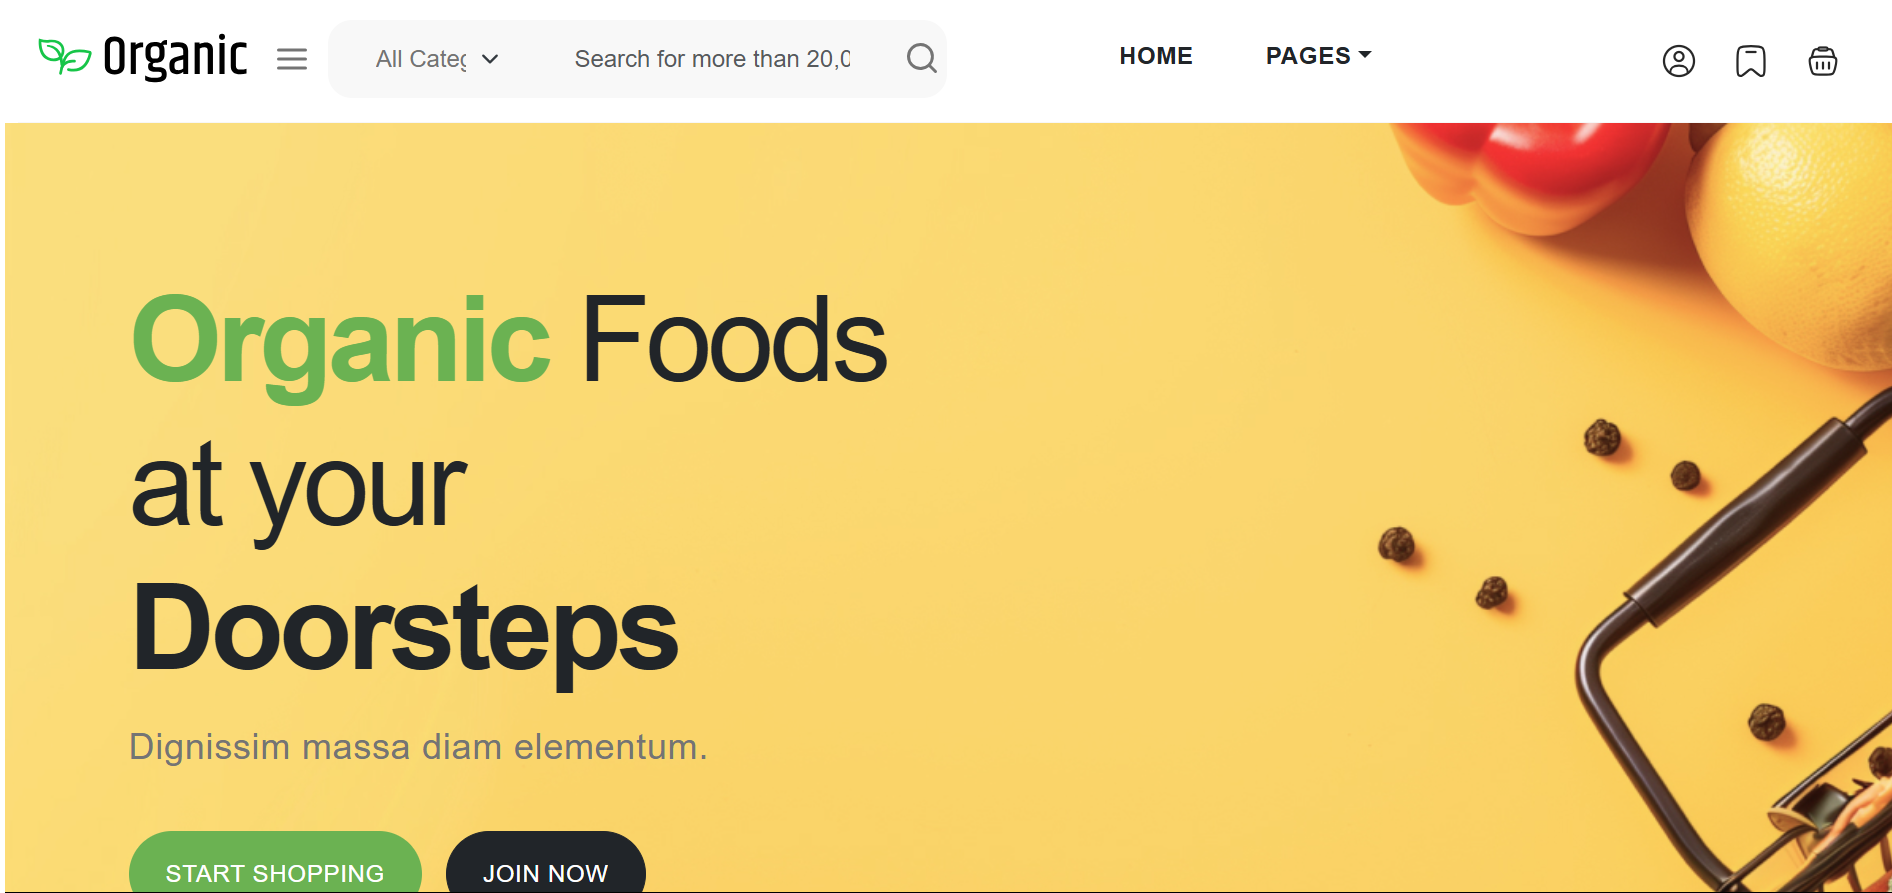 Organic
All Categ
Search for more than 20,0
HOME
PAGES
Organic Foods
at your
Doorsteps
Dignissim massa diam elementum.
START SHOPPING
JOIN NOW